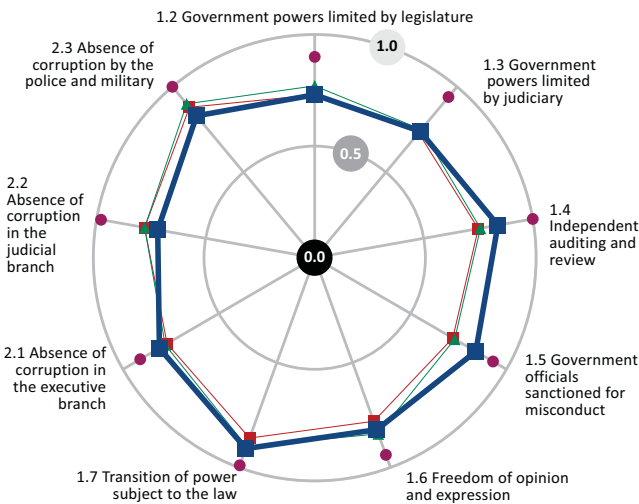 1.2 Government powers limited by legislature
1.0
2.3 Absence of
corruption by the
police and military
1.3 Government
powers limited
by judiciary
0.5
2.2
Absence of
corruption
in the
judicial
branch
1.4
Independent
auditing and
review
0.0
2.1 Absence of
corruption in
the executive
branch
1.5 Government
officials
sanctioned for
misconduct
1.7 Transition of power
subject to the law
1.6 Freedom of opinion
and expression